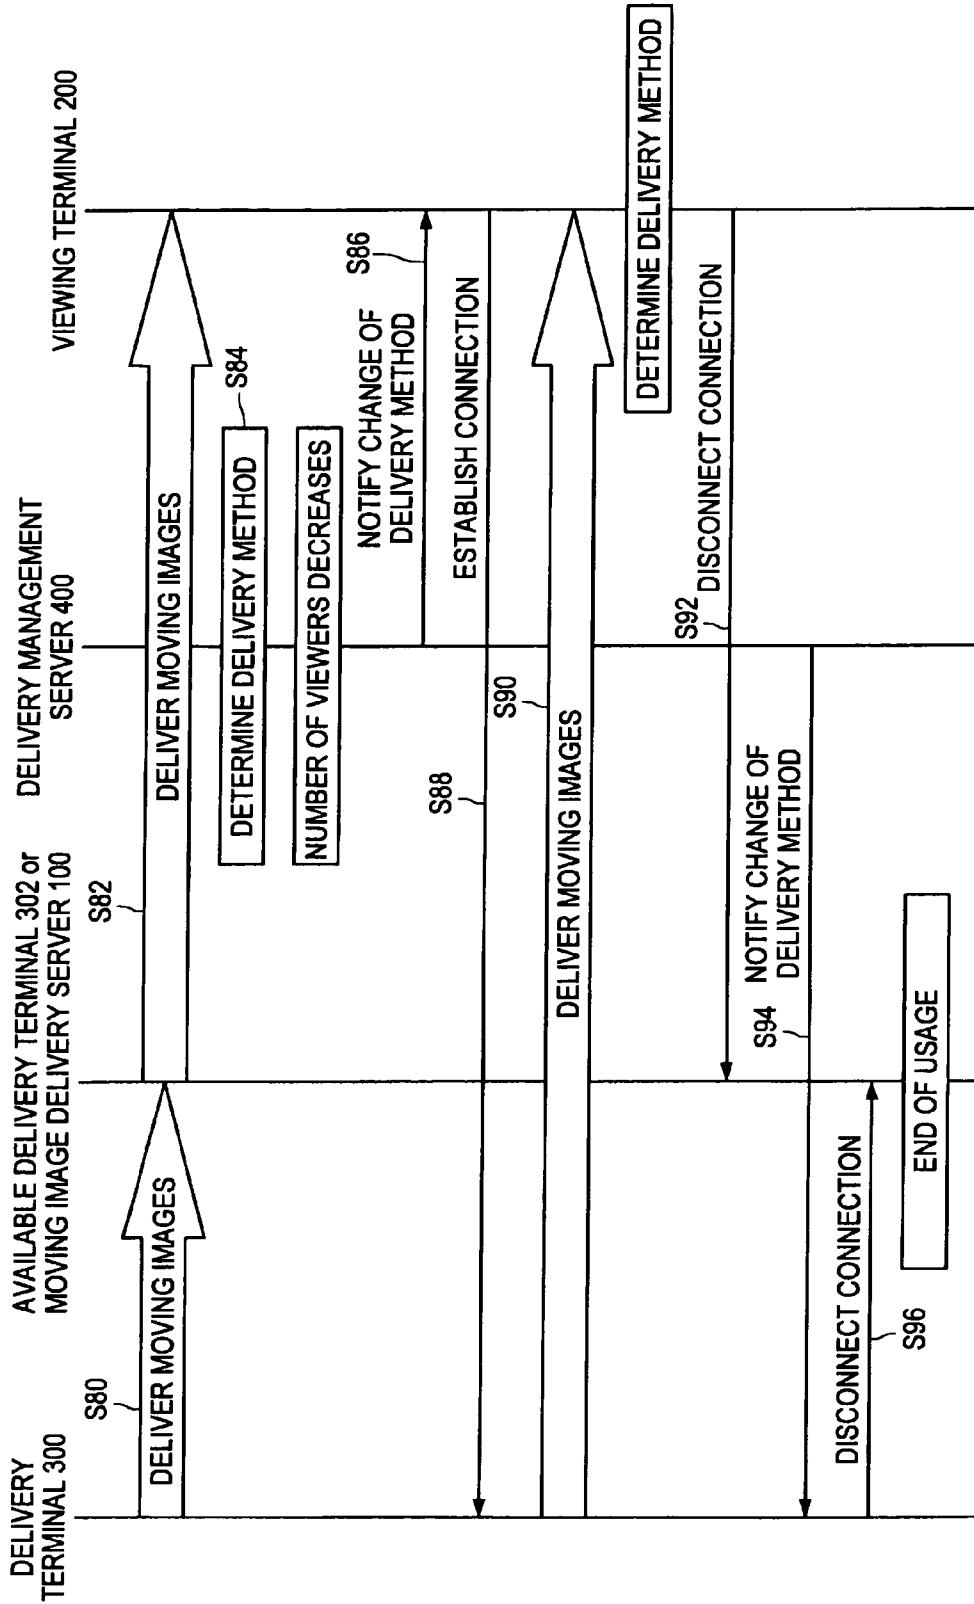 DELIVERY
TERMINAL 300
AVAILABLE DELIVERY TERMINAL 302 or
MOVING IMAGE DELIVERY SERVER 100
DELIVERY MANAGEMENT
SERVER 400
VIEWING TERMINAL 200
S80
DELIVER MOVING IMAGES
S82
DELIVER MOVING IMAGES
DETERMINE DELIVERY METHOD
S84
NUMBER OF VIEWERS DECREASES
NOTIFY CHANGE OF
DELIVERY METHOD
S86
ESTABLISH CONNECTION
S88
S90
DELIVER MOVING IMAGES
DETERMINE DELIVERY METHOD
S92
DISCONNECT CONNECTION
NOTIFY CHANGE OF
DELIVERY METHOD
S94
DISCONNECT CONNECTION
S96
END OF USAGE